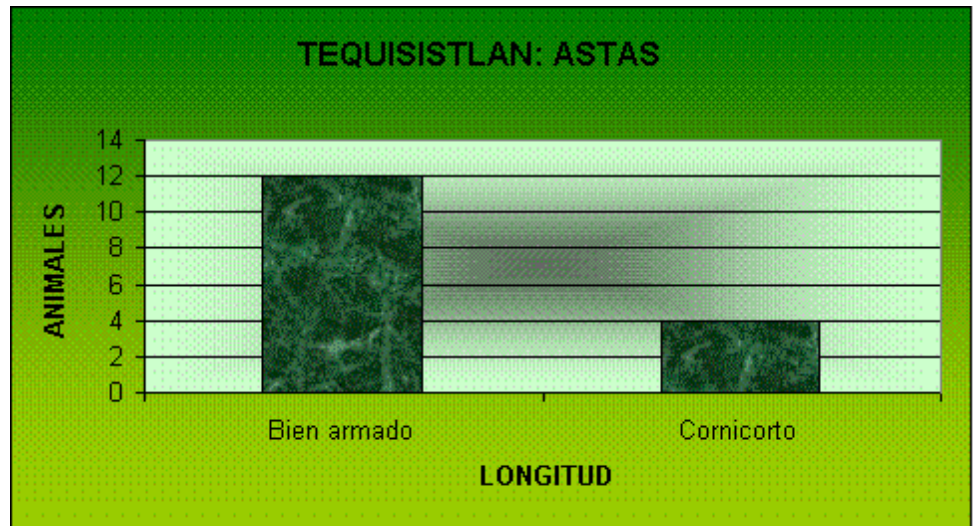 TEQUISISTLAN: ASTAS
14
12
10
8
6
4
2
0
ANIMALES
Bien armado
Cornicorto
LONGITUD